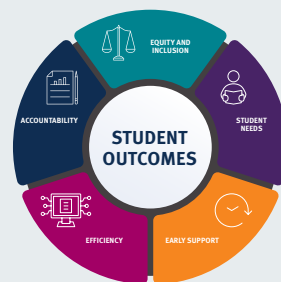 EQUITY AND
INCLUSION
ACCOUNTABILITY
STUDENT
NEEDS
STUDENT
OUTCOMES
EFFICIENCY
EARLY SUPPORT